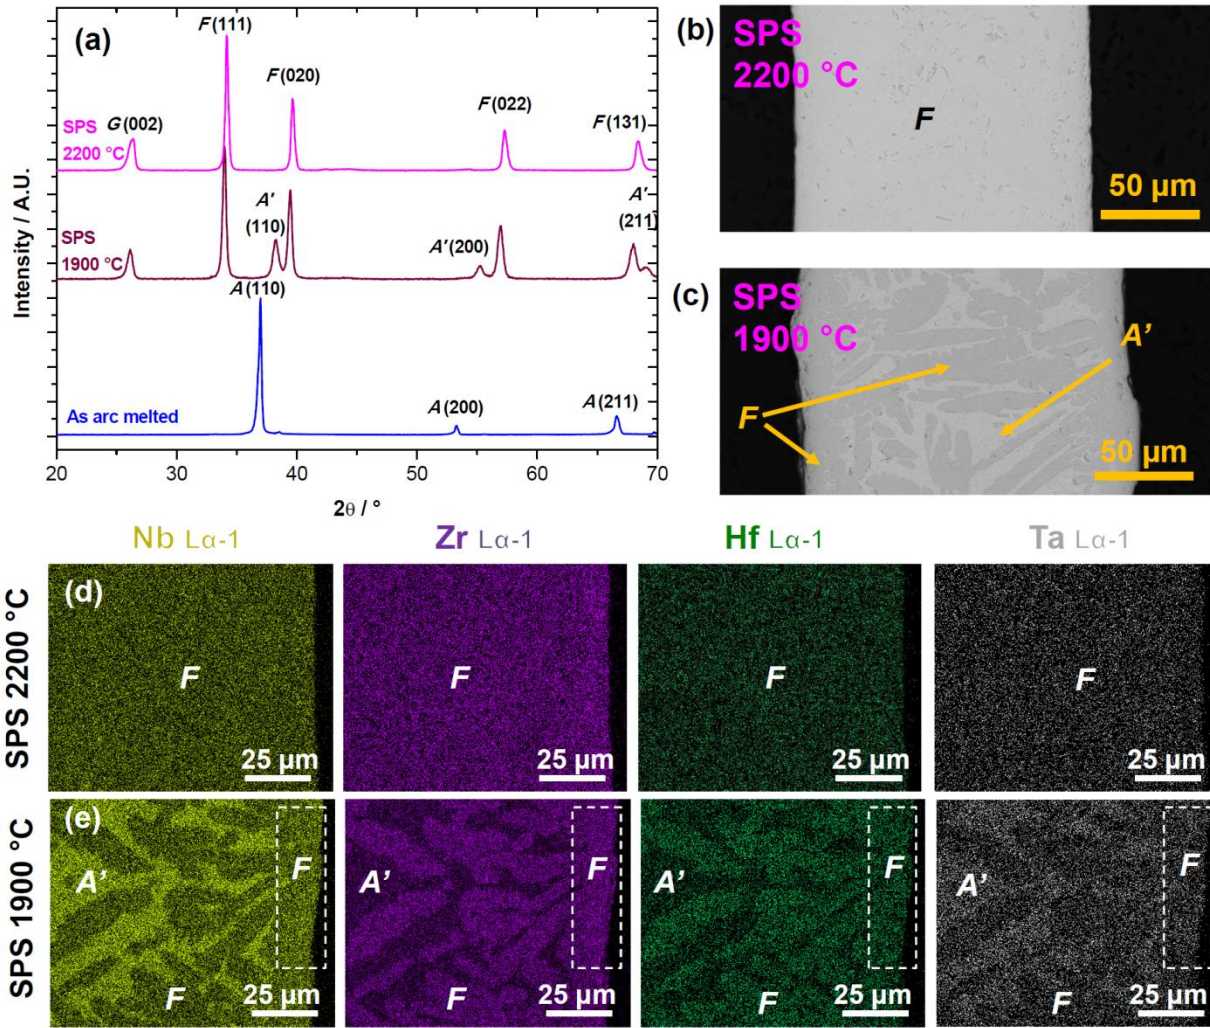 (a)
F(111)
F(020)
G(002)
F(022)
F(131)
SPS
2200 °C
A'
(110)
A'
(211)
SPS
1900 °C
A'(200)
A(110)
As arc melted
A(200)
A(211)
Intensity / A.U.
20 30 40 50 60 70
2θ / °
(b)
SPS
2200 °C
F
50 µm
(c)
SPS
1900 °C
A'
F
50 µm
Nb Lα-1 Zr Lα-1 Hf Lα-1 Ta Lα-1
SPS 2200 °C
(d)
F F F F
25 µm 25 µm 25 µm 25 µm
SPS 1900 °C
(e)
F F F F
A' A' A' A'
F F F F
25 µm 25 µm 25 µm 25 µm